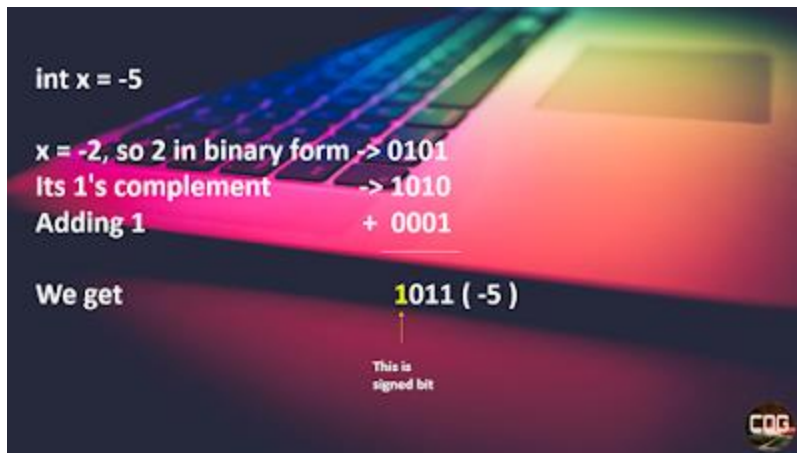 int x = -5
x = -2, so 2 in binary form -> 0101
Its 1's complement -> 1010
Adding 1 + 0001
We get 1011 ( -5 )
This is
signed bit
CQG